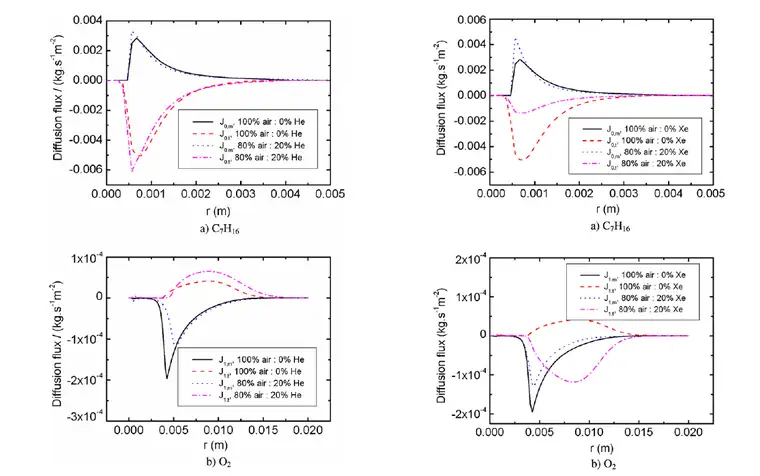 0.004
0.002
0.000
-0.002
-0.004
-0.006
Diffusion flux / (kg.s⁻¹m⁻²)
J₀,ₘ, 100% air : 0% He
J₀,ₜ, 100% air : 0% He
J₀,ₘ, 80% air : 20% He
J₀,ₜ, 80% air : 20% He
0.000 0.001 0.002 0.003 0.004 0.005
r (m)
a) C₇H₁₆
0.006
0.004
0.002
0.000
-0.002
-0.004
-0.006
Diffusion flux (kg.s⁻¹m⁻²)
J₀,ₘ, 100% air : 0% Xe
J₀,ₜ, 100% air : 0% Xe
J₀,ₘ, 80% air : 20% Xe
J₀,ₜ, 80% air : 20% Xe
0.000 0.001 0.002 0.003 0.004 0.005
r (m)
a) C₇H₁₆
1x10⁻⁴
0
-1x10⁻⁴
-2x10⁻⁴
-3x10⁻⁴
Diffusion flux / (kg.s⁻¹m⁻²)
J₁,ₘ, 100% air : 0% He
J₁,ₜ, 100% air : 0% He
J₁,ₘ, 80% air : 20% He
J₁,ₜ, 80% air : 20% He
0.000 0.005 0.010 0.015 0.020
r (m)
b) O₂
2x10⁻⁴
1x10⁻⁴
0
-1x10⁻⁴
-2x10⁻⁴
Diffusion flux (kg.s⁻¹m⁻²)
J₁,ₘ, 100% air : 0% Xe
J₁,ₜ, 100% air : 0% Xe
J₁,ₘ, 80% air : 20% Xe
J₁,ₜ, 80% air : 20% Xe
0.000 0.005 0.010 0.015 0.020
r (m)
b) O₂